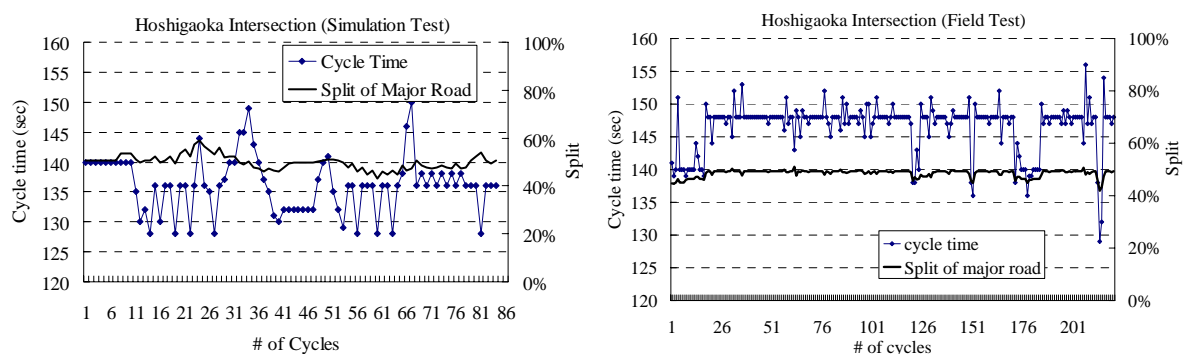 Hoshigaoka Intersection (Simulation Test)
160
155
150
145
140
135
130
125
120
Cycle time (sec)
100%
80%
60%
40%
20%
0%
Split
Cycle Time
Split of Major Road
1 6 11 16 21 26 31 36 41 46 51 56 61 66 71 76 81 86
# of Cycles
Hoshigaoka Intersection (Field Test)
160
155
150
145
140
135
130
125
120
Cycle time (sec)
100%
80%
60%
40%
20%
0%
Split
cycle time
Split of major road
1 26 51 76 101 126 151 176 201
# of cycles